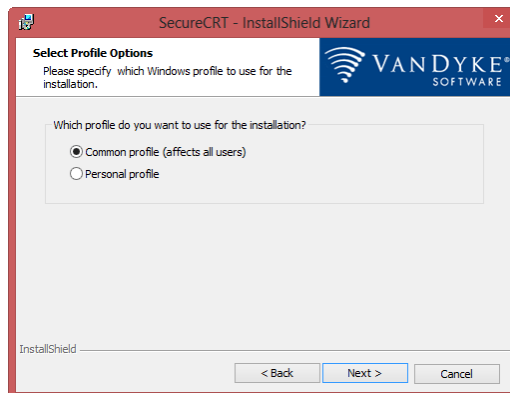 SecureCRT - InstallShield Wizard
Select Profile Options
Please specify which Windows profile to use for the
installation.
VANDYKE®
SOFTWARE
Which profile do you want to use for the installation?
Common profile (affects all users)
Personal profile
InstallShield
< Back
Next >
Cancel